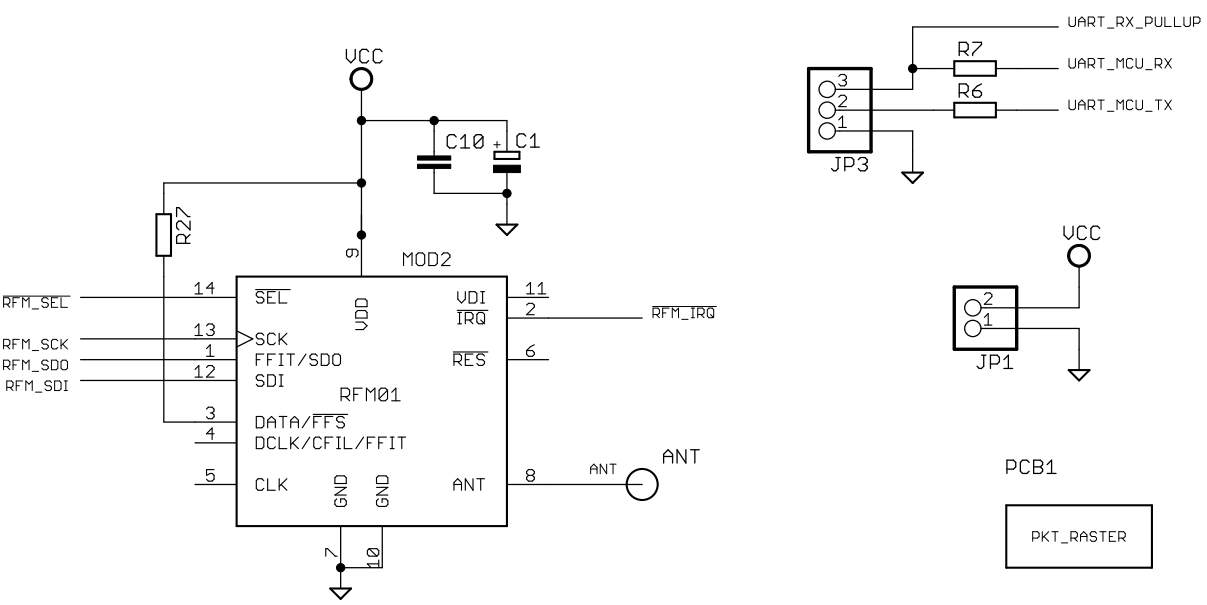 UART_RX_PULLUP
VCC
R7
UART_MCU_RX
3
R6
2
UART_MCU_TX
1
C10
+
C1
JP3
R27
9
MOD2
VCC
14
SEL
VDD
VDI
11
2
RFM_SEL
IRQ
2
RFM_IRQ
1
13
SCK
RFM_SCK
1
FFIT/SDO
RES
6
RFM_SDO
JP1
12
SDI
RFM_SDI
RFM01
3
DATA/FFS
4
DCLK/CFIL/FFIT
ANT
PCB1
5
CLK
GND
GND
ANT
8
ANT
PKT_RASTER
7
10